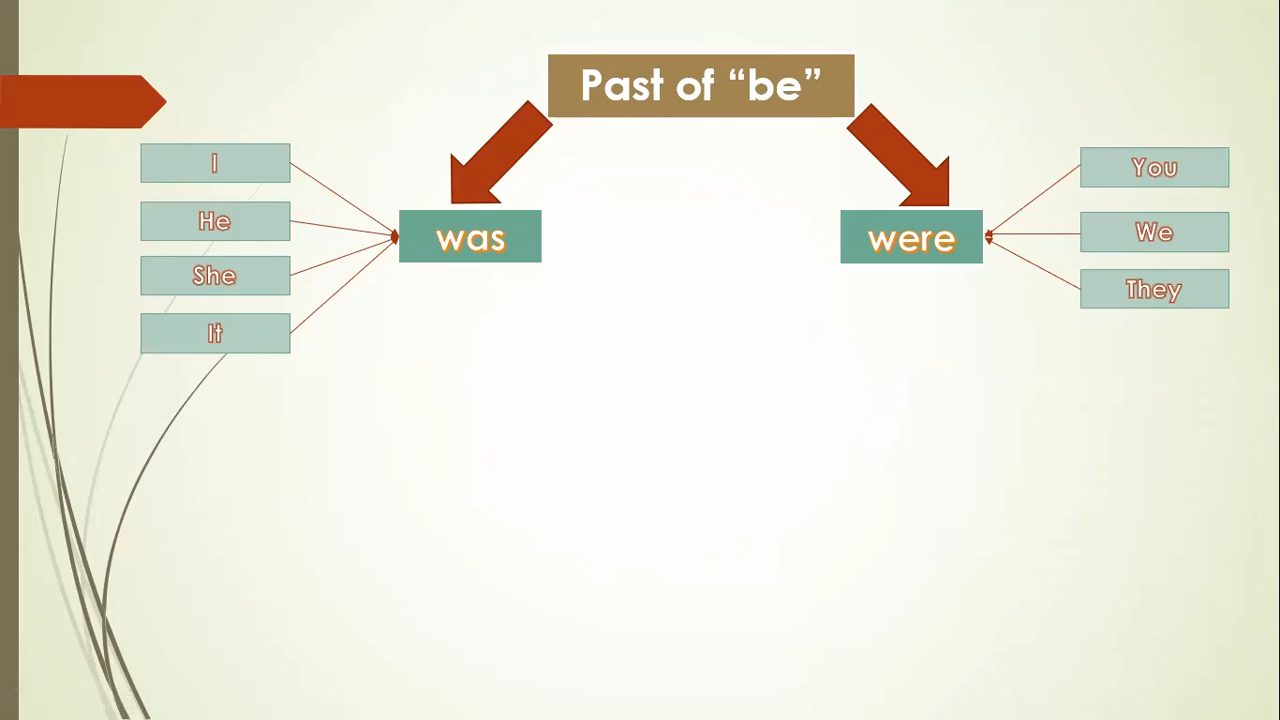 Past of “be”
I
He
She
It
was
were
You
We
They